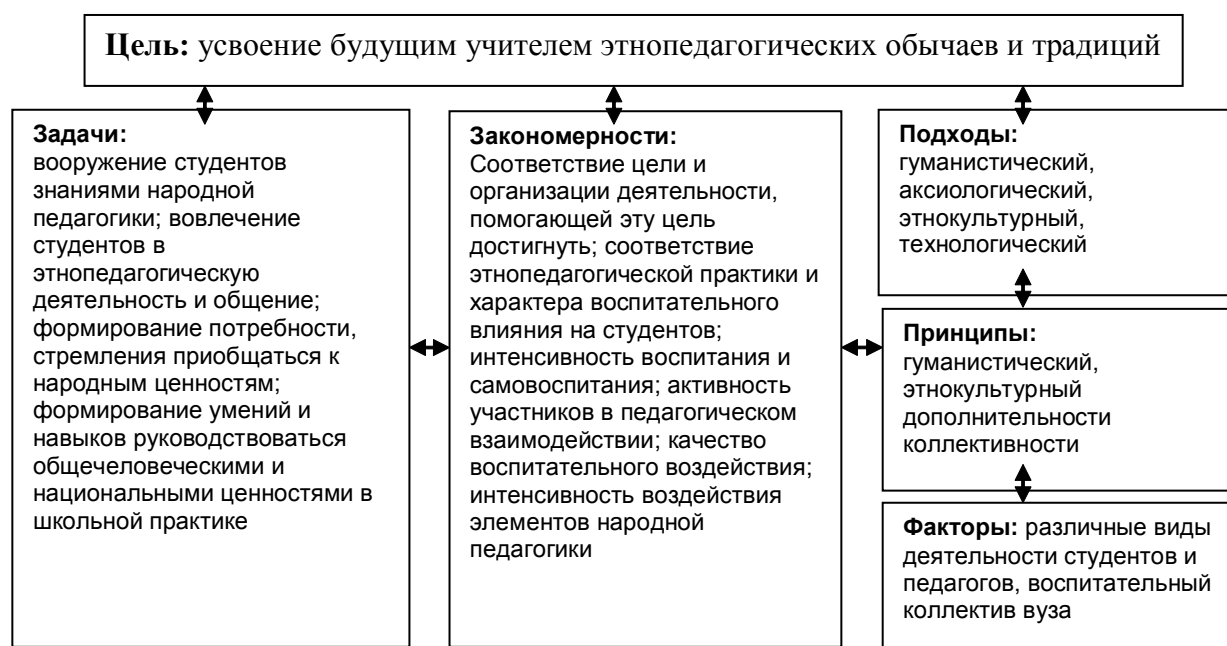 Цель: усвоение будущим учителем этнопедагогических обычаев и традиций
Задачи:
вооружение студентов
знаниями народной
педагогики; вовлечение
студентов в
этнопедагогическую
деятельность и общение;
формирование потребности,
стремления приобщаться к
народным ценностям;
формирование умений и
навыков руководствоваться
общечеловеческими и
национальными ценностями в
школьной практике
Закономерности:
Соответствие цели и
организации деятельности,
помогающей эту цель
достигнуть; соответствие
этнопедагогической практики и
характера воспитательного
влияния на студентов;
интенсивность воспитания и
самовоспитания; активность
участников в педагогическом
взаимодействии; качество
воспитательного воздействия;
интенсивность воздействия
элементов народной
педагогики
Подходы:
гуманистический,
аксиологический,
этнокультурный,
технологический
Принципы:
гуманистический,
этнокультурный
дополнительности
коллективности
Факторы: различные виды
деятельности студентов и
педагогов, воспитательный
коллектив вуза